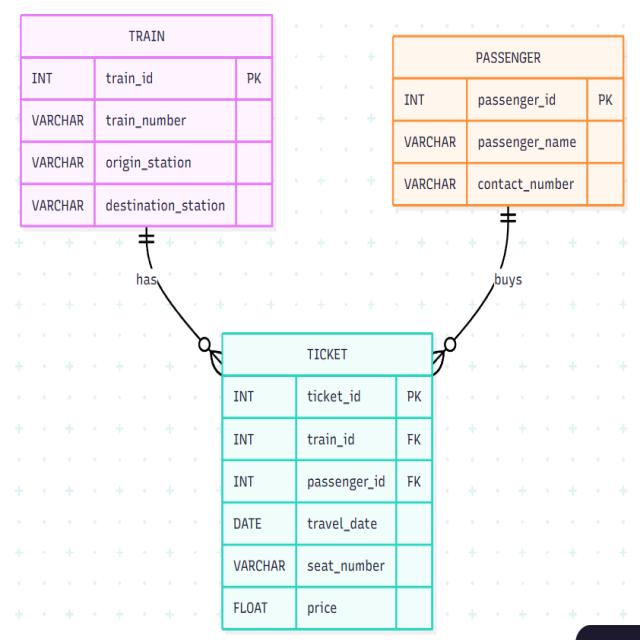 TRAIN
INT train_id PK
VARCHAR train_number
VARCHAR origin_station
VARCHAR destination_station
PASSENGER
INT passenger_id PK
VARCHAR passenger_name
VARCHAR contact_number
has
buys
TICKET
INT ticket_id PK
INT train_id FK
INT passenger_id FK
DATE travel_date
VARCHAR seat_number
FLOAT price